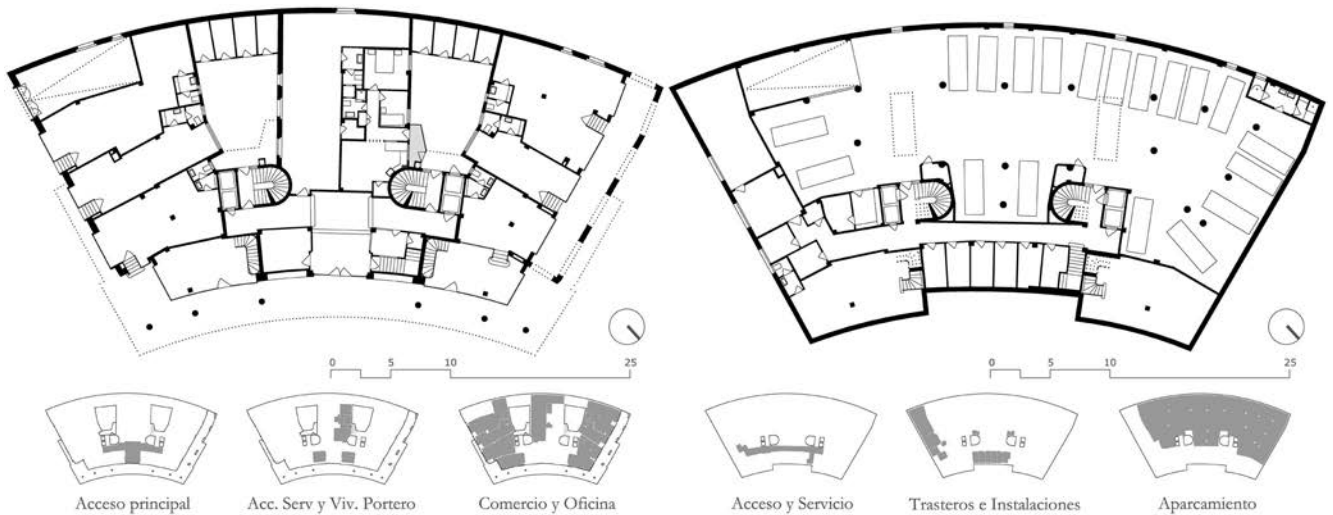 0 5 10 25
0 5 10 25
Acceso principal
Acc. Serv y Viv. Portero
Comercio y Oficina
Acceso y Servicio
Trasteros e Instalaciones
Aparcamiento